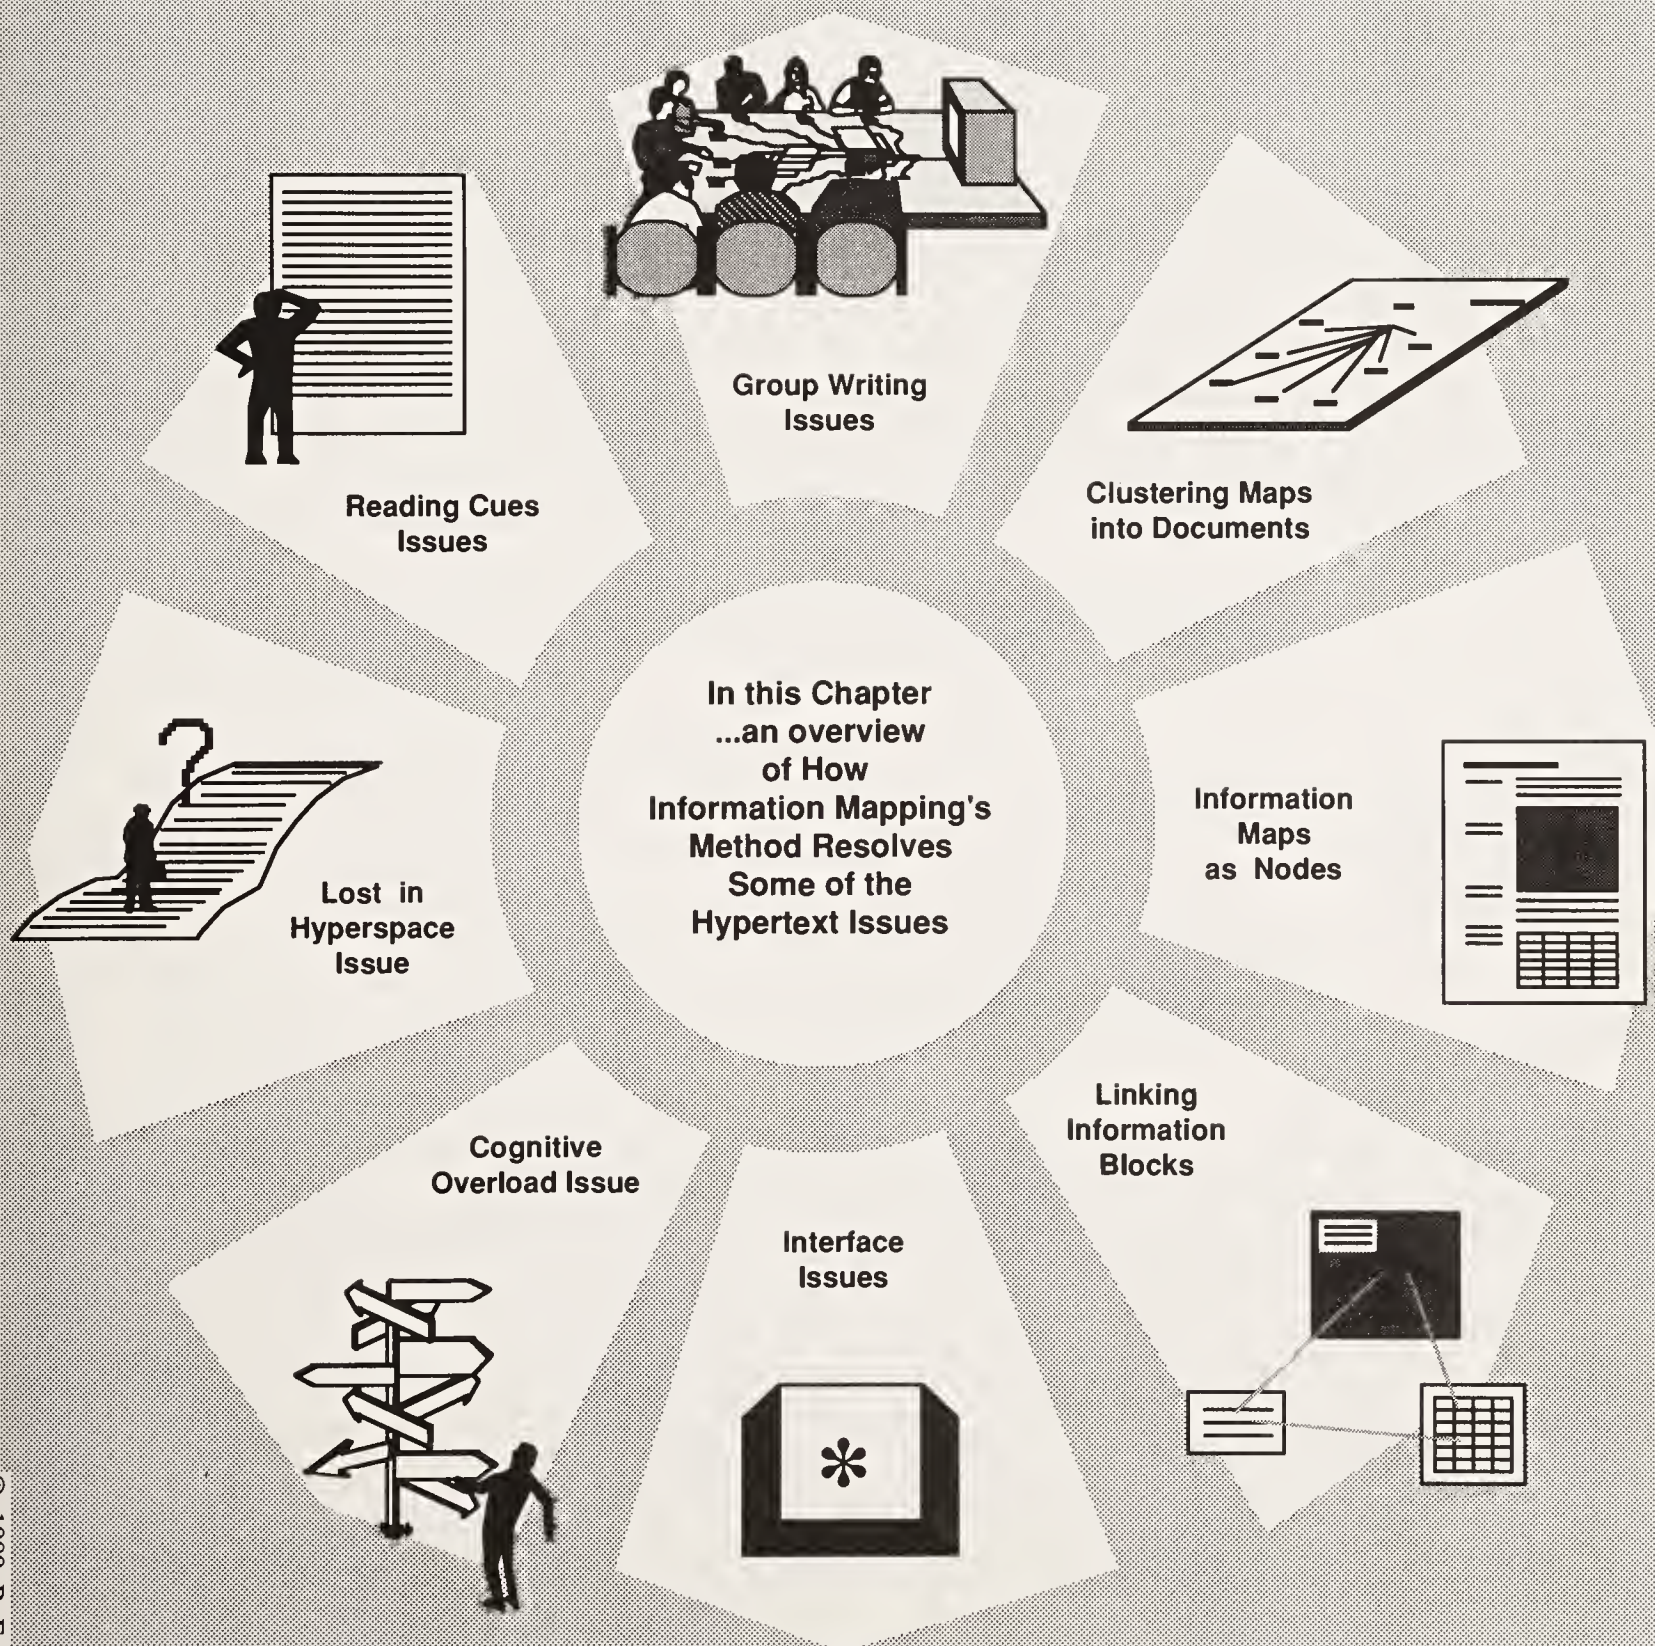 Group Writing
Issues
Clustering Maps
into Documents
Information
Maps
as Nodes
Linking
Information
Blocks
Interface
Issues
Cognitive
Overload Issue
Lost in
Hyperspace
Issue
Reading Cues
Issues
In this Chapter
...an overview
of How
Information Mapping's
Method Resolves
Some of the
Hypertext Issues
?
*